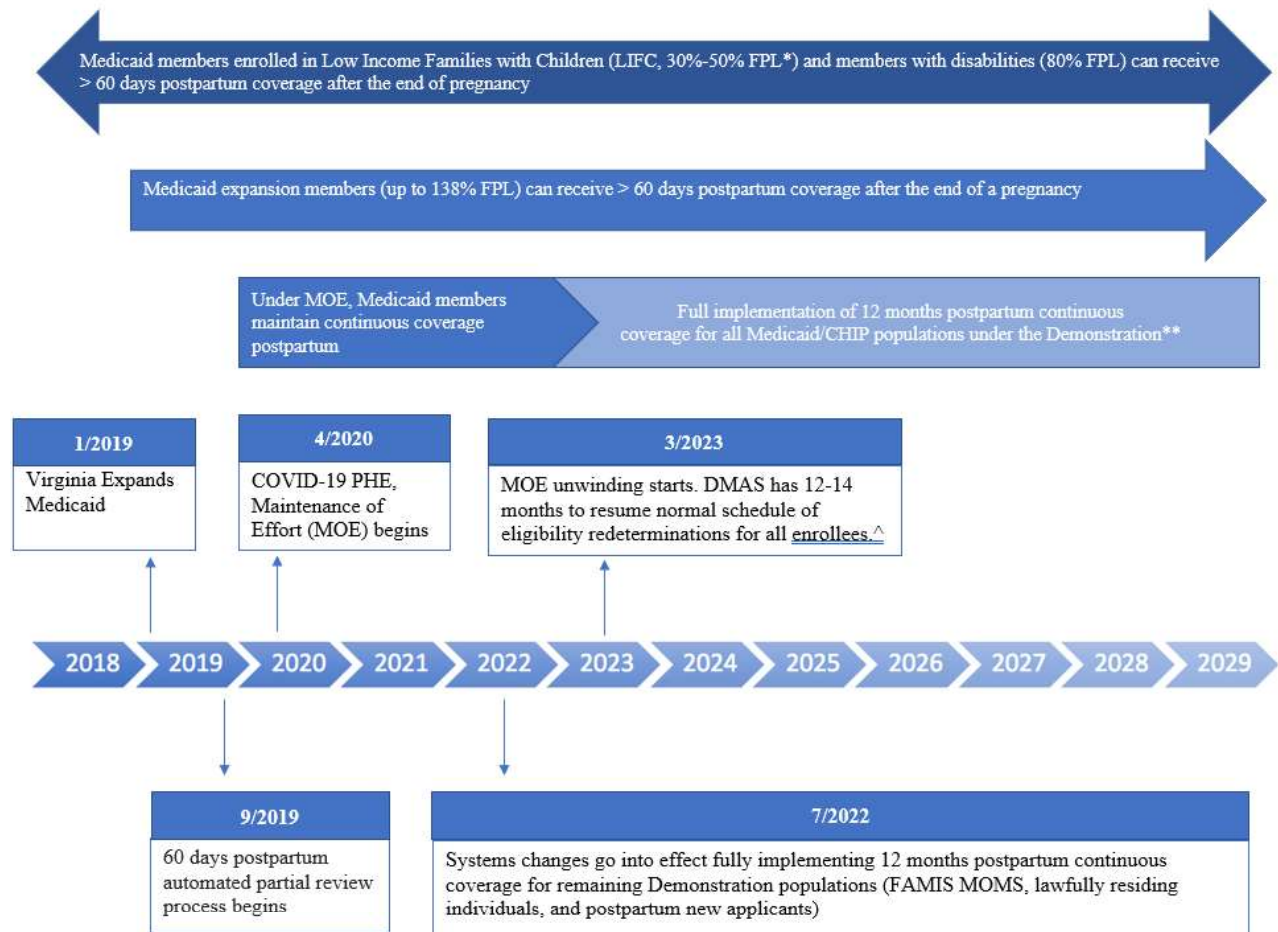 Medicaid members enrolled in Low Income Families with Children (LIFC, 30%-50% FPL*) and members with disabilities (80% FPL) can receive
> 60 days postpartum coverage after the end of pregnancy
Medicaid expansion members (up to 138% FPL) can receive > 60 days postpartum coverage after the end of a pregnancy
Under MOE, Medicaid members
maintain continuous coverage
postpartum
Full implementation of 12 months postpartum continuous
coverage for all Medicaid/CHIP populations under the Demonstration**
1/2019
Virginia Expands
Medicaid
4/2020
COVID-19 PHE,
Maintenance of
Effort (MOE) begins
3/2023
MOE unwinding starts. DMAS has 12-14
months to resume normal schedule of
eligibility redeterminations for all enrollees.^
2018 2019 2020 2021 2022 2023 2024 2025 2026 2027 2028 2029
9/2019
60 days postpartum
automated partial review
process begins
7/2022
Systems changes go into effect fully implementing 12 months postpartum continuous
coverage for remaining Demonstration populations (FAMIS MOMS, lawfully residing
individuals, and postpartum new applicants)